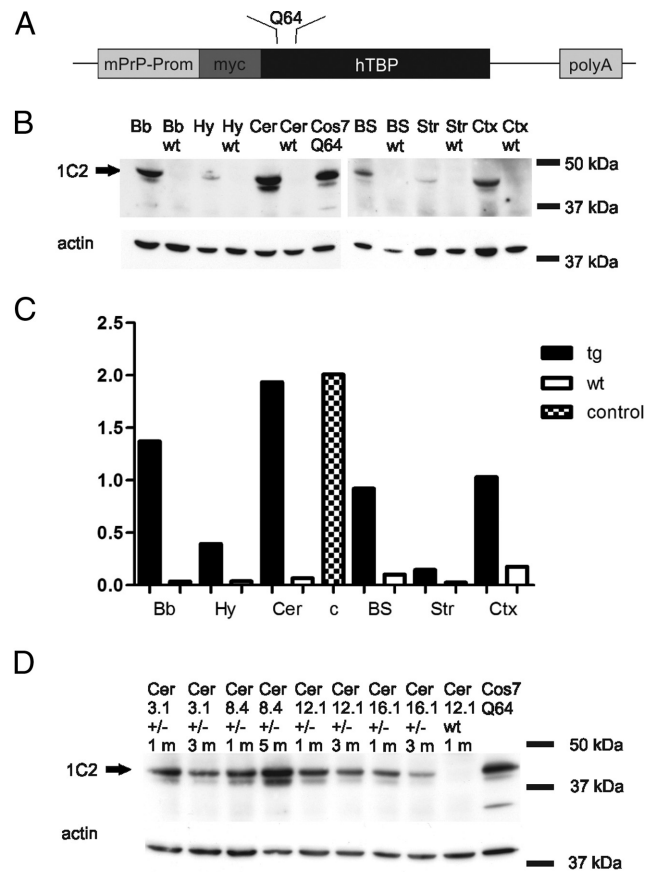 A
Q64
mPrP-Prom myc hTBP polyA
B
Bb Bb wt Hy Hy wt Cer Cer wt Cos7 Q64 BS BS wt Str Str wt Ctx Ctx wt
1C2
50 kDa
37 kDa
actin
37 kDa
C
2.5
2.0
1.5
1.0
0.5
0.0
tg
wt
control
Bb Hy Cer c BS Str Ctx
D
Cer Cer Cer Cer Cer Cer Cer Cer Cer Cos7
3.1 3.1 8.4 8.4 12.1 12.1 16.1 16.1 12.1 Q64
+/- +/- +/- +/- +/- +/- +/- +/- wt
1 m 3 m 1 m 5 m 1 m 3 m 1 m 3 m 1 m
50 kDa
1C2
37 kDa
actin
37 kDa